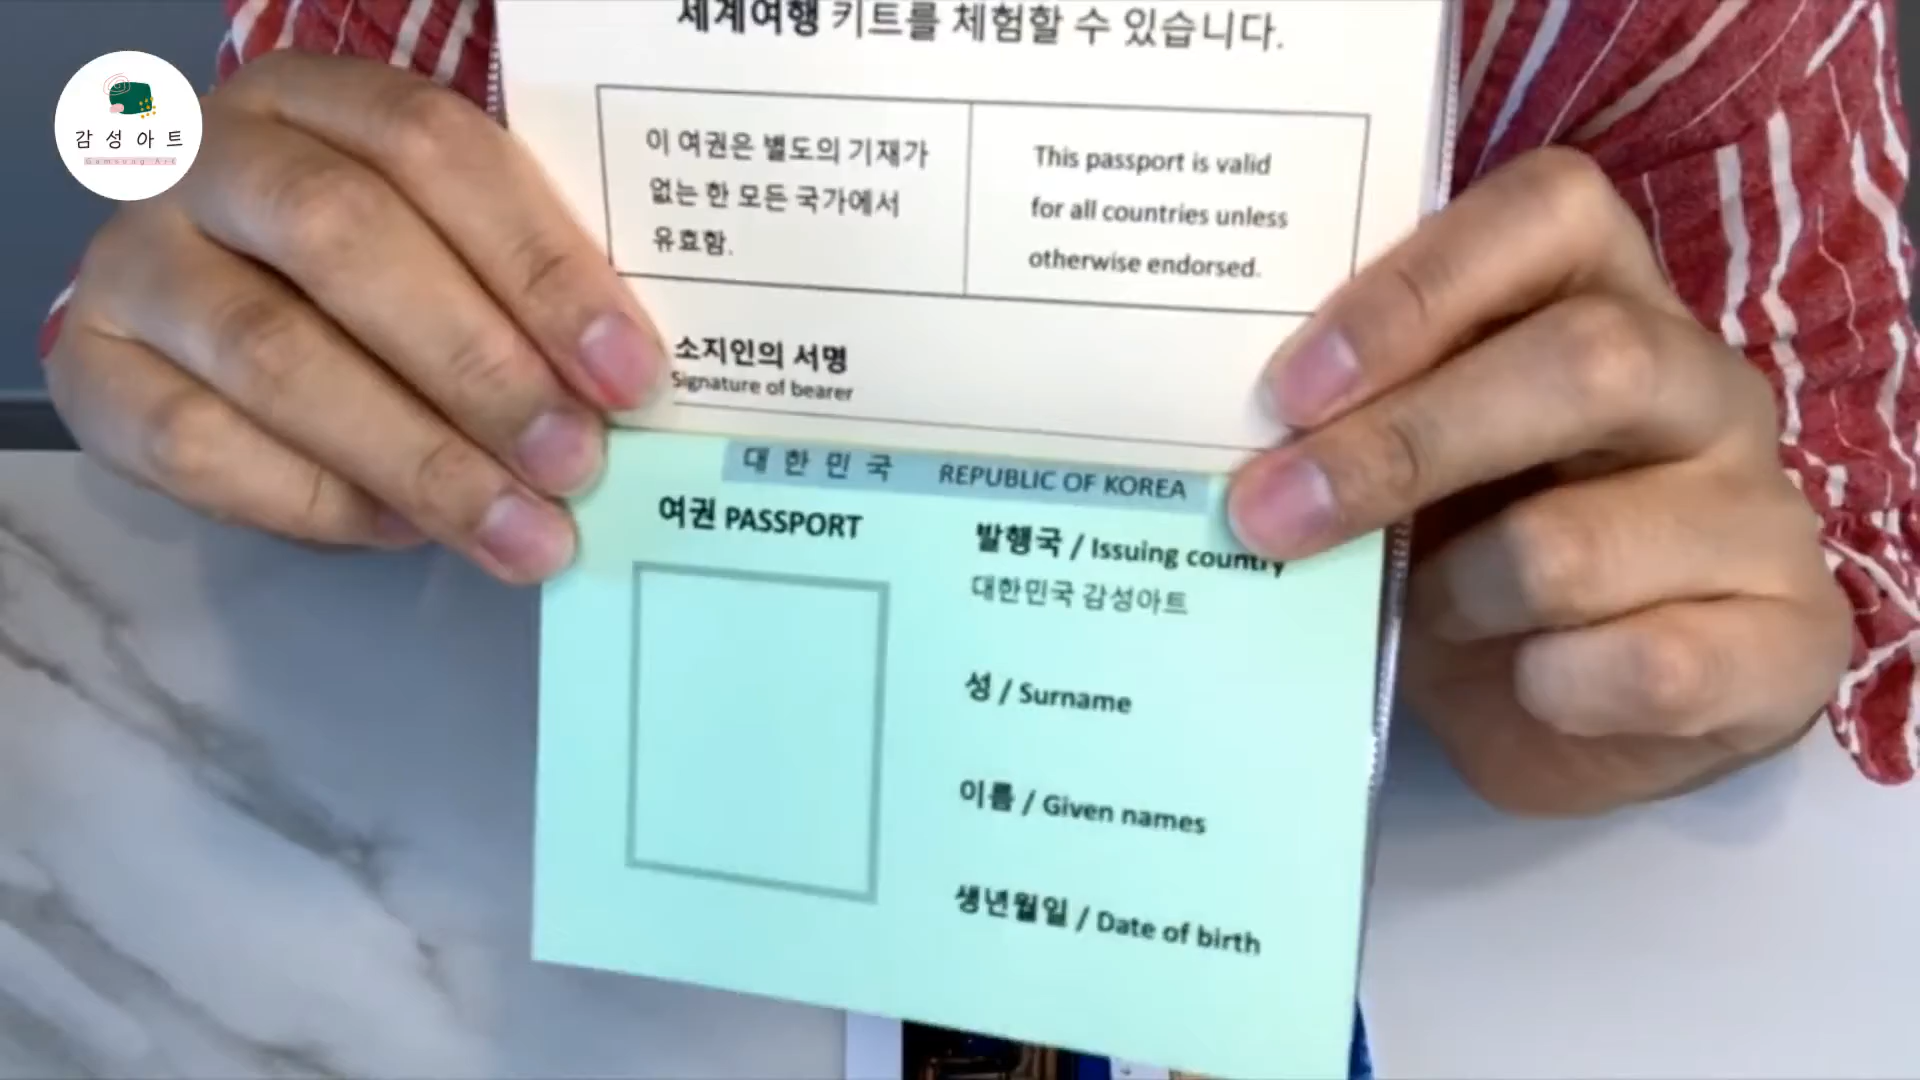 감성아트
Gamsung Art
세계여행 키트를 체험할 수 있습니다.
이 여권은 별도의 기재가
없는 한 모든 국가에서
유효함.
This passport is valid
for all countries unless
otherwise endorsed.
소지인의 서명
Signature of bearer
대 한 민 국 REPUBLIC OF KOREA
여권 PASSPORT
발행국 / Issuing country
대한민국 감성아트
성 / Surname
이름 / Given names
생년월일 / Date of birth